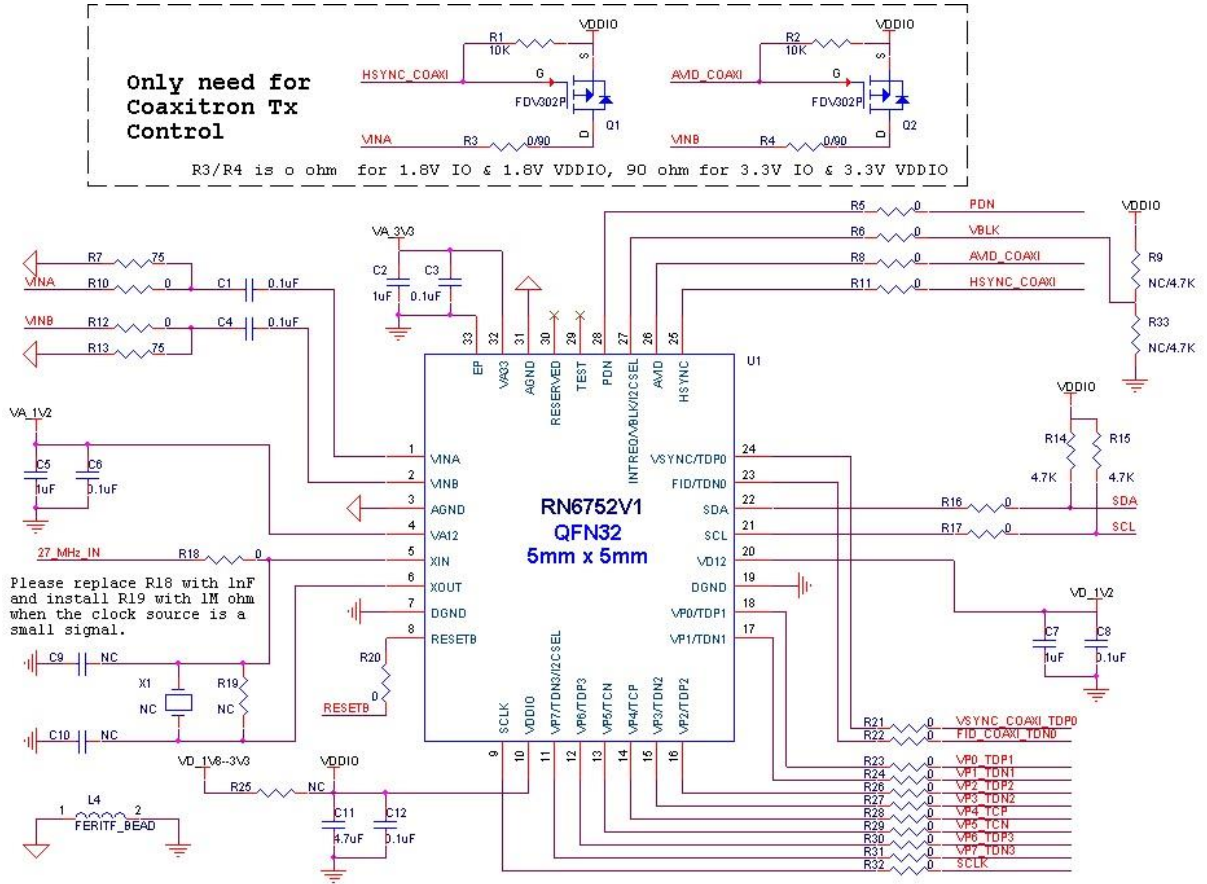 VDDIO
VDDIO
R1
10K
R2
10K
HSYNC_COAXI
G
S
AVID_COAXI
G
S
Only need for
Coaxitron Tx
Control
FDV302P
Q1
D
FDV302P
Q2
D
VINA
R3
0/90
VINB
R4
0/90
R3/R4 is o ohm for 1.8V IO & 1.8V VDDIO, 90 ohm for 3.3V IO & 3.3V VDDIO
R5
0
PDN
R6
0
VBLK
R8
0
AVID_COAXI
R11
0
HSYNC_COAXI
VDDIO
R9
NC/4.7K
R33
NC/4.7K
VA_3V3
C2
1uF
C3
0.1uF
R7
75
VINA
R10
0
C1
0.1uF
VINB
R12
0
C4
0.1uF
R13
75
33
32
31
30
29
28
27
26
25
EP
VA33
AGND
RESERVED
TEST
PDN
INTREQ/VBLK/I2CSEL
AVID
HSYNC
U1
VA_1V2
C5
1uF
C6
0.1uF
1
VINA
2
VINB
3
AGND
4
VA12
5
XIN
6
XOUT
7
DGND
8
RESETB
RN6752V1
QFN32
5mm x 5mm
VSYNC/TDP0
24
FID/TDN0
23
SDA
22
SCL
21
VD12
20
DGND
19
VP0/TDP1
18
VP1/TDN1
17
VDDIO
R14
4.7K
R15
4.7K
R16
0
SDA
R17
0
SCL
VD_1V2
C7
1uF
C8
0.1uF
27_MHz_IN
R18
0
Please replace R18 with 1nF
and install R19 with 1M ohm
when the clock source is a
small signal.
C9
NC
X1
NC
R19
NC
C10
NC
R20
0
RESETB
SCLK
VDDIO
VP7/TDN3/I2CSEL
VP6/TDP3
VP5/TCN
VP4/TCP
VP3/TDN2
VP2/TDP2
9
10
11
12
13
14
15
16
VD_1V8--3V3
R25
NC
VDDIO
C11
4.7uF
C12
0.1uF
1
L4
2
FERITF_BEAD
R21
0
VSYNC_COAXI_TDP0
R22
0
FID_COAXI_TDN0
R23
0
VP0_TDP1
R24
0
VP1_TDN1
R26
0
VP2_TDP2
R27
0
VP3_TDN2
R28
0
VP4_TCP
R29
0
VP5_TCN
R30
0
VP6_TDP3
R31
0
VP7_TDN3
R32
0
SCLK